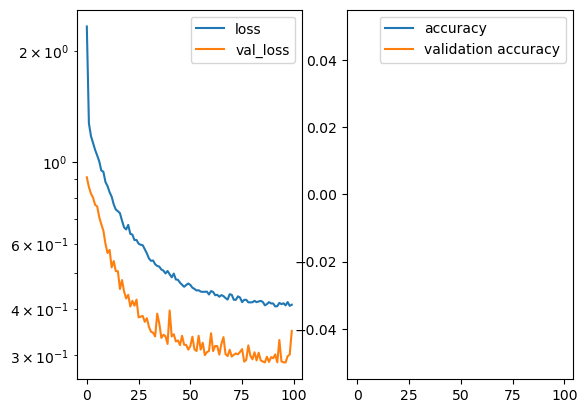 2 × 10⁰
10⁰
6 × 10⁻¹
4 × 10⁻¹
3 × 10⁻¹
0 25 50 75 100
loss
val_loss
0.04
0.02
0.00
−0.02
−0.04
0 25 50 75 100
accuracy
validation accuracy